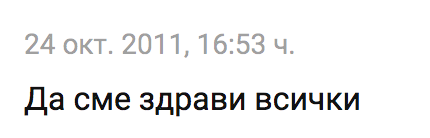 24 окт. 2011, 16:53 ч.
Да сме здрави всички